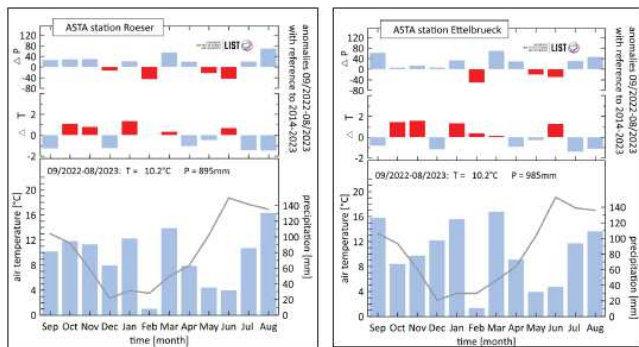 ASTA station Roeser
LIST
120
80
40
0
-40
-80
△ P
anomalies 09/2022-08/2023
with reference to 2014-2023
2
0
-2
△ T
09/2022-08/2023: T = 10.2°C P = 895mm
20
16
12
8
4
0
air temperature [°C]
140
120
100
80
60
40
20
0
precipitation [mm]
Sep Oct Nov Dec Jan Feb Mar Apr May Jun Jul Aug
time [month]
ASTA station Ettelbrueck
LIST
120
80
40
0
-40
-80
△ P
anomalies 09/2022-08/2023
with reference to 2014-2023
4
2
0
-2
△ T
09/2022-08/2023: T = 10.2°C P = 985mm
20
16
12
8
4
0
air temperature [°C]
140
120
100
80
60
40
20
0
precipitation [mm]
Sep Oct Nov Dec Jan Feb Mar Apr May Jun Jul Aug
time [month]